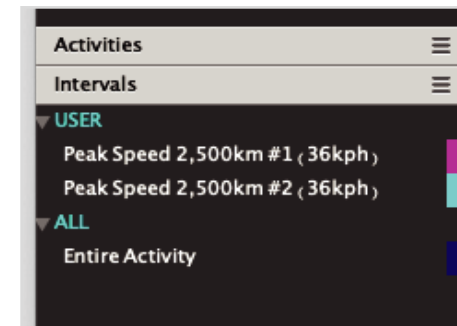 Activities
Intervals
USER
Peak Speed 2,500km #1 (36kph)
Peak Speed 2,500km #2 (36kph)
ALL
Entire Activity